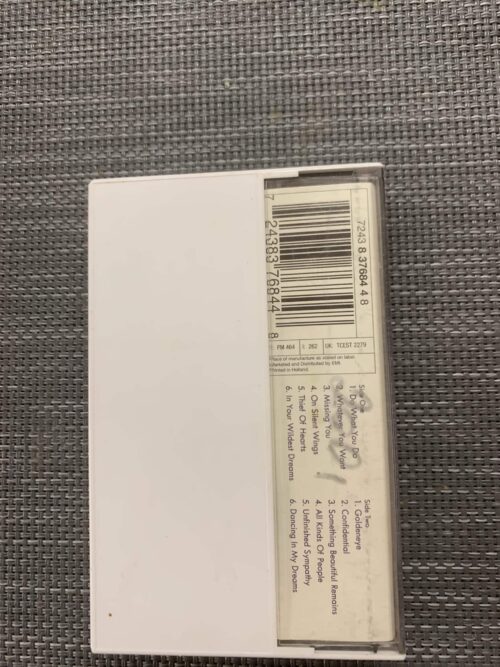 7243 8 37684 4 8
7 24383 76844 8
PM 404 I: 262 UK: TCEST 2279
Place of manufacture as stated on label.
Marketed and Distributed by EMI.
Printed in Holland.
Side One
1. Do What You Do
2. Whatever You Want
3. Missing You
4. On Silent Wings
5. Thief Of Hearts
6. In Your Wildest Dreams
Side Two
1. Goldeneye
2. Confidential
3. Something Beautiful Remains
4. All Kinds Of People
5. Unfinished Sympathy
6. Dancing In My Dreams